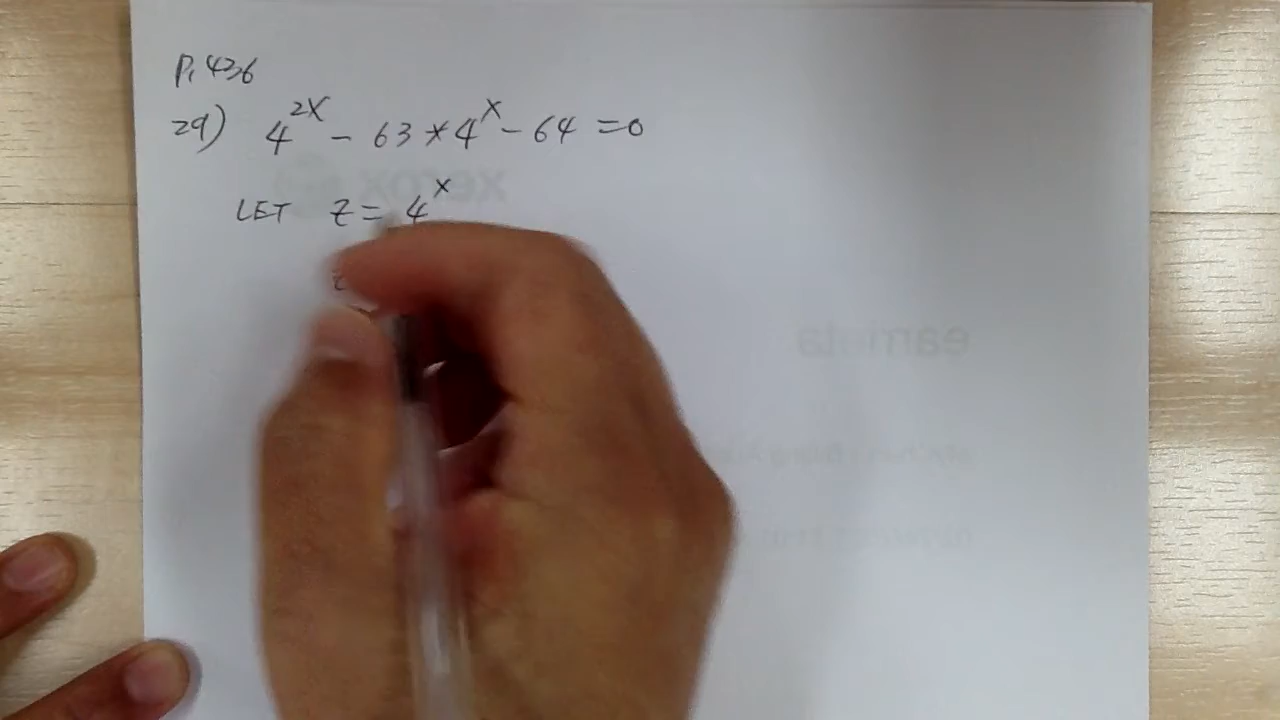 P. 436
29) 4^{2X} - 63 * 4^X - 64 = 0
LET z = 4^X